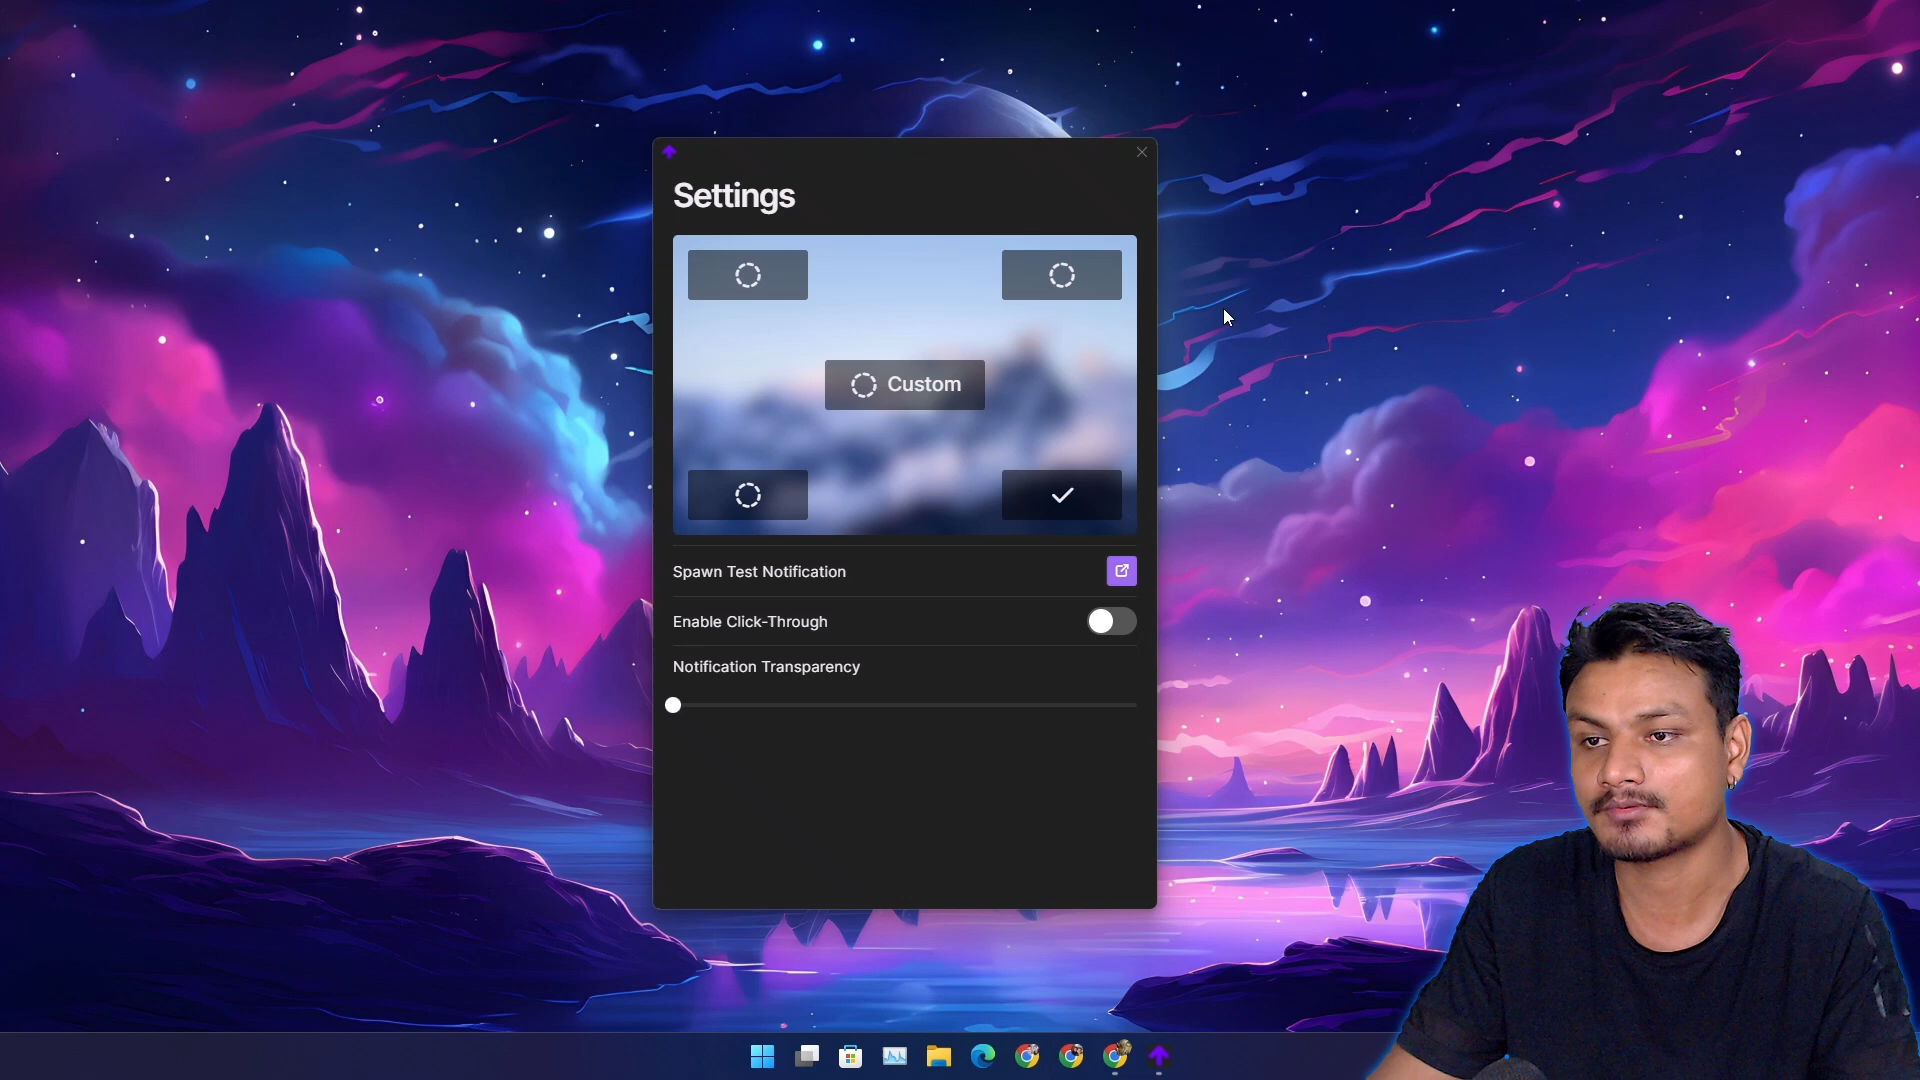 Settings
Custom
Spawn Test Notification
Enable Click-Through
Notification Transparency